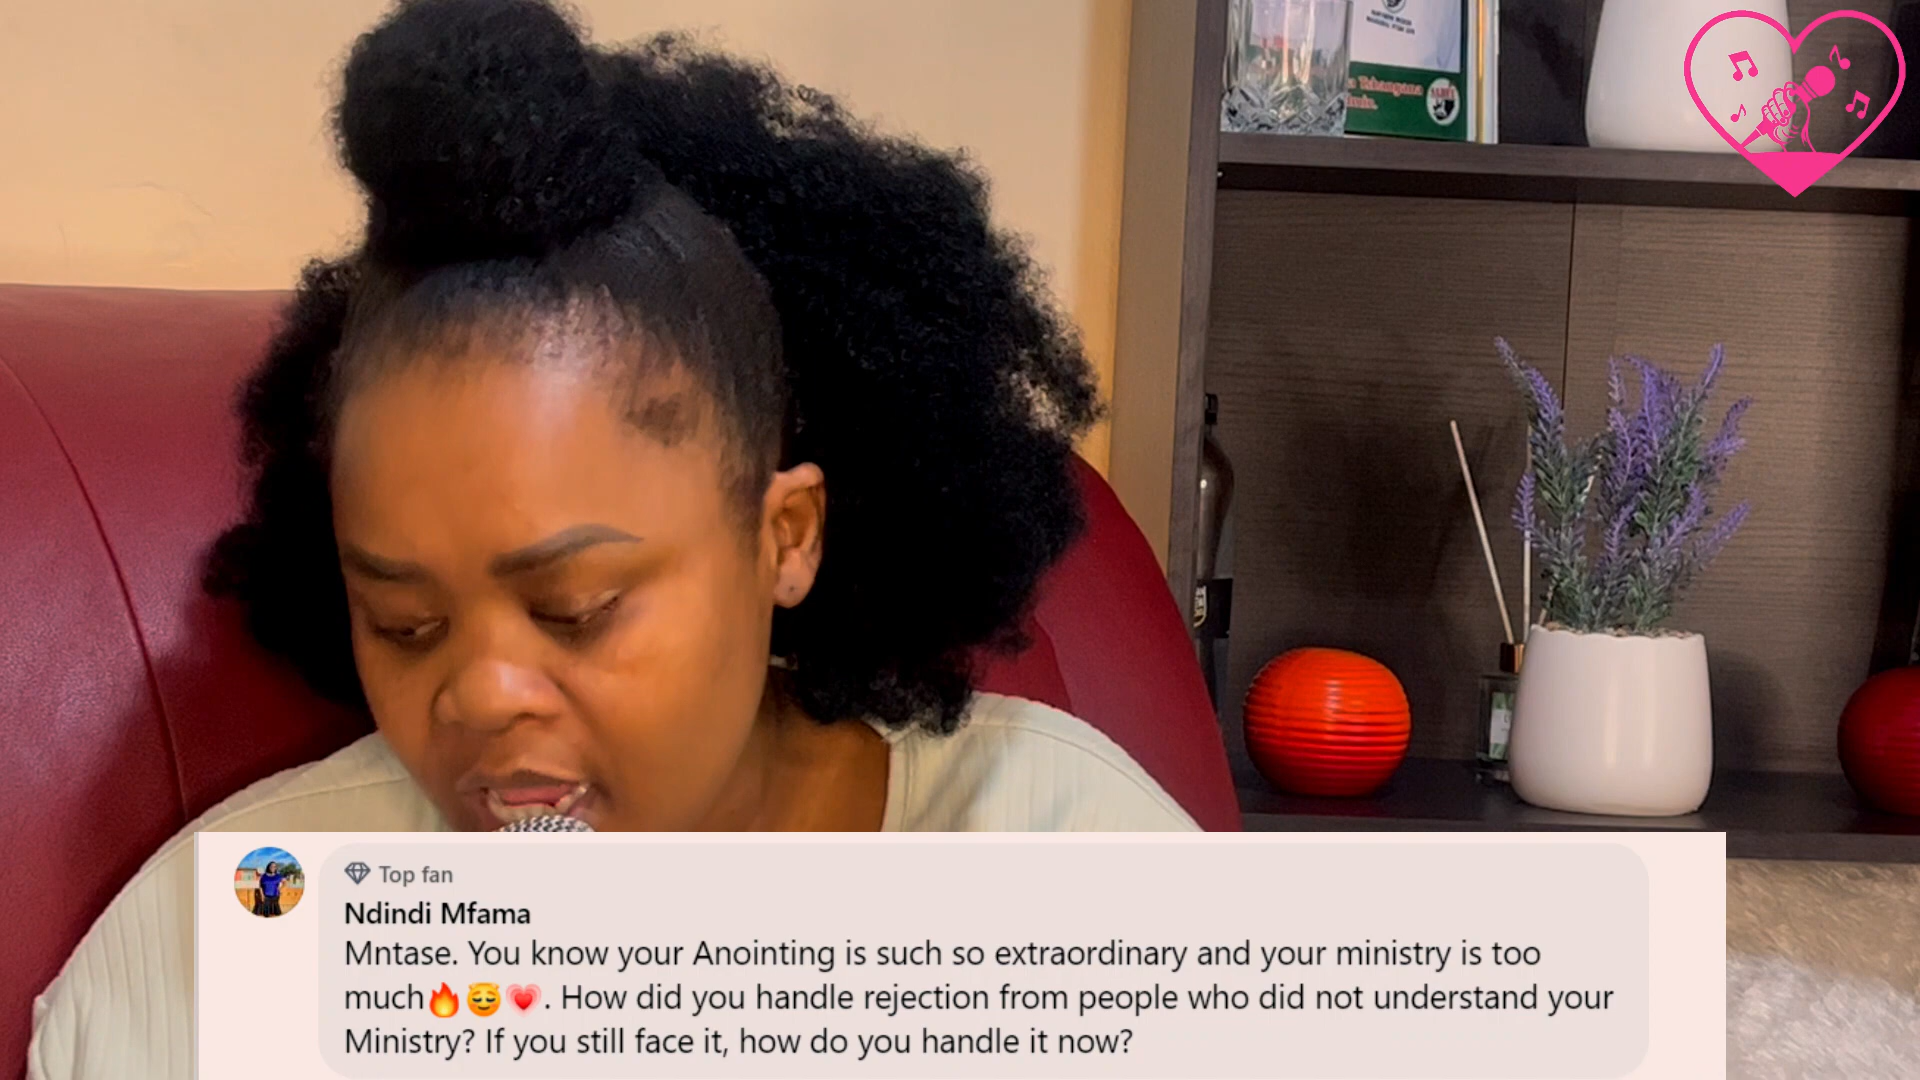 a Tshangana
Top fan
Ndindi Mfama
Mntase. You know your Anointing is such so extraordinary and your ministry is too
much🔥😌💗. How did you handle rejection from people who did not understand your
Ministry? If you still face it, how do you handle it now?